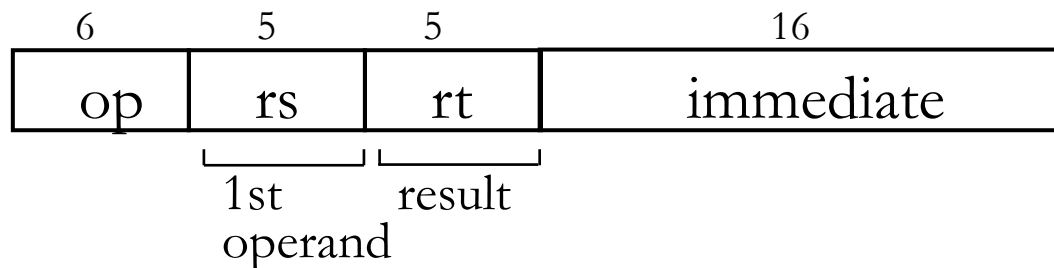 6 5 5 16
op rs rt immediate
1st result
operand